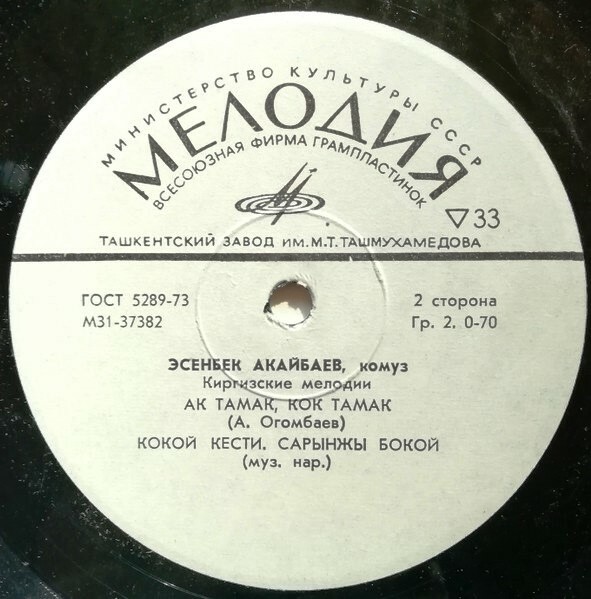 МИНИСТЕРСТВО КУЛЬТУРЫ СССР
МЕЛОДИЯ
ВСЕСОЮЗНАЯ ФИРМА ГРАМПЛАСТИНОК
33
ТАШКЕНТСКИЙ ЗАВОД ИМ. М.Т. ТАШМУХАМЕДОВА
ГОСТ 5289-73 2 сторона
М31-37382 Гр. 2. 0-70
ЭСЕНБЕК АКАЙБАЕВ, комуз
Киргизские мелодии
АК ТАМАК, КОК ТАМАК
(А. Огомбаев)
КОКОЙ КЕСТИ. САРЫНЖЫ БОКОЙ
(муз. нар.)